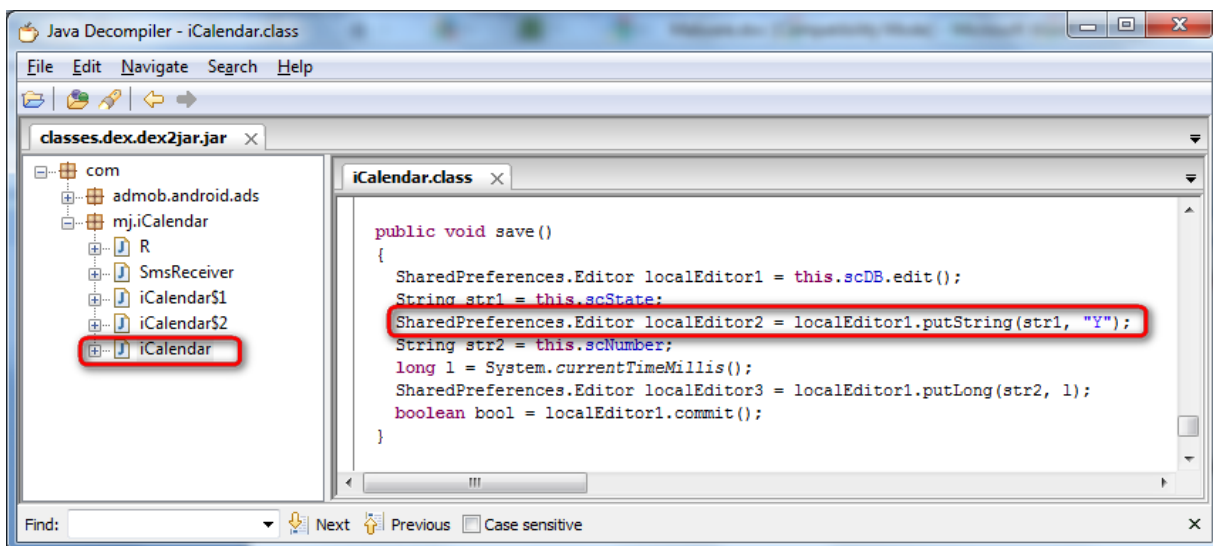 Java Decompiler - iCalendar.class
File Edit Navigate Search Help
classes.dex.dex2jar.jar
com
admob.android.ads
mj.iCalendar
R
SmsReceiver
iCalendar$1
iCalendar$2
iCalendar
iCalendar.class
public void save()
{
SharedPreferences.Editor localEditor1 = this.scDB.edit();
String str1 = this.scState;
SharedPreferences.Editor localEditor2 = localEditor1.putString(str1, "Y");
String str2 = this.scNumber;
long l = System.currentTimeMillis();
SharedPreferences.Editor localEditor3 = localEditor1.putLong(str2, l);
boolean bool = localEditor1.commit();
}
Find: Next Previous Case sensitive